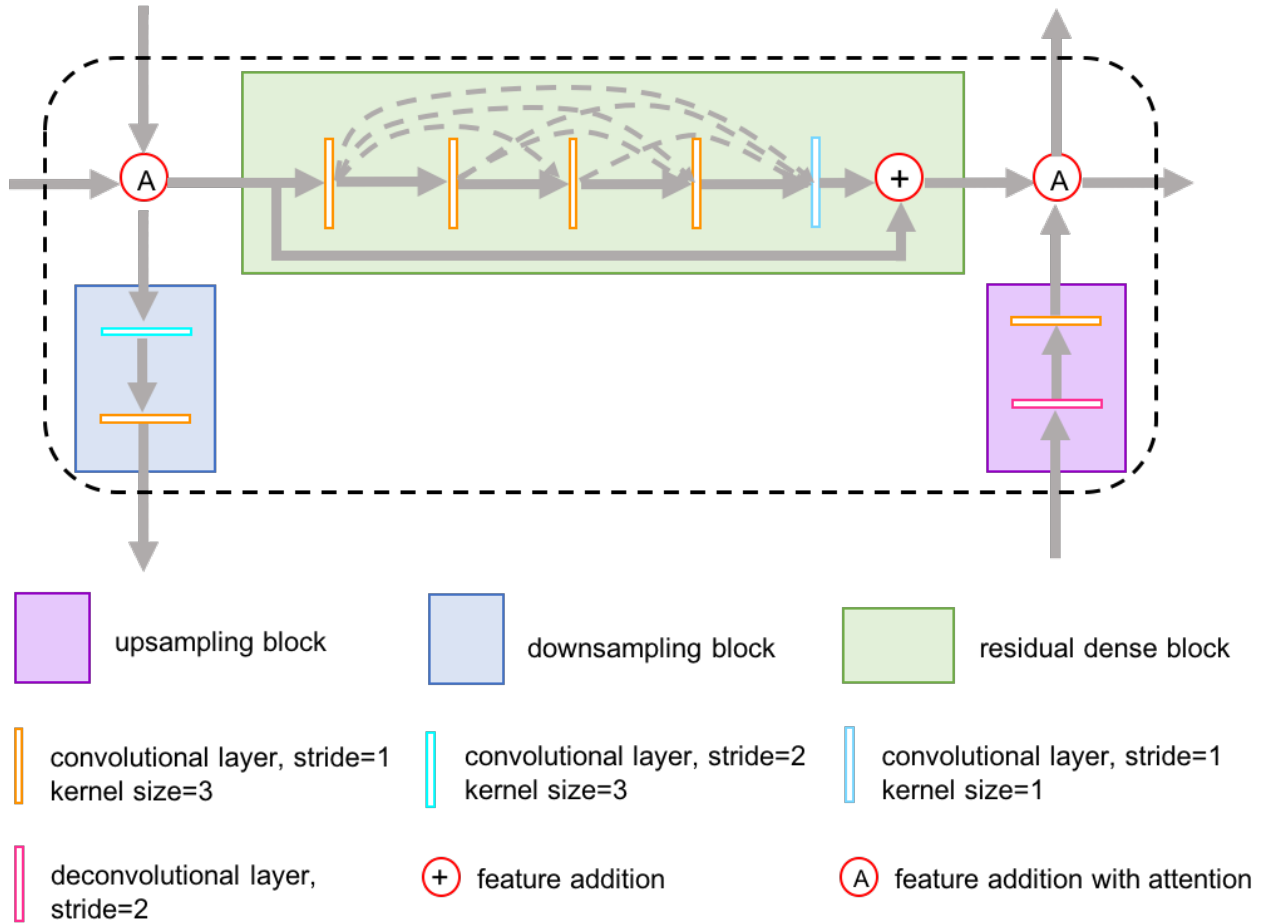 A
+
A
upsampling block
downsampling block
residual dense block
convolutional layer, stride=1
kernel size=3
convolutional layer, stride=2
kernel size=3
convolutional layer, stride=1
kernel size=1
deconvolutional layer,
stride=2
+ feature addition
A feature addition with attention